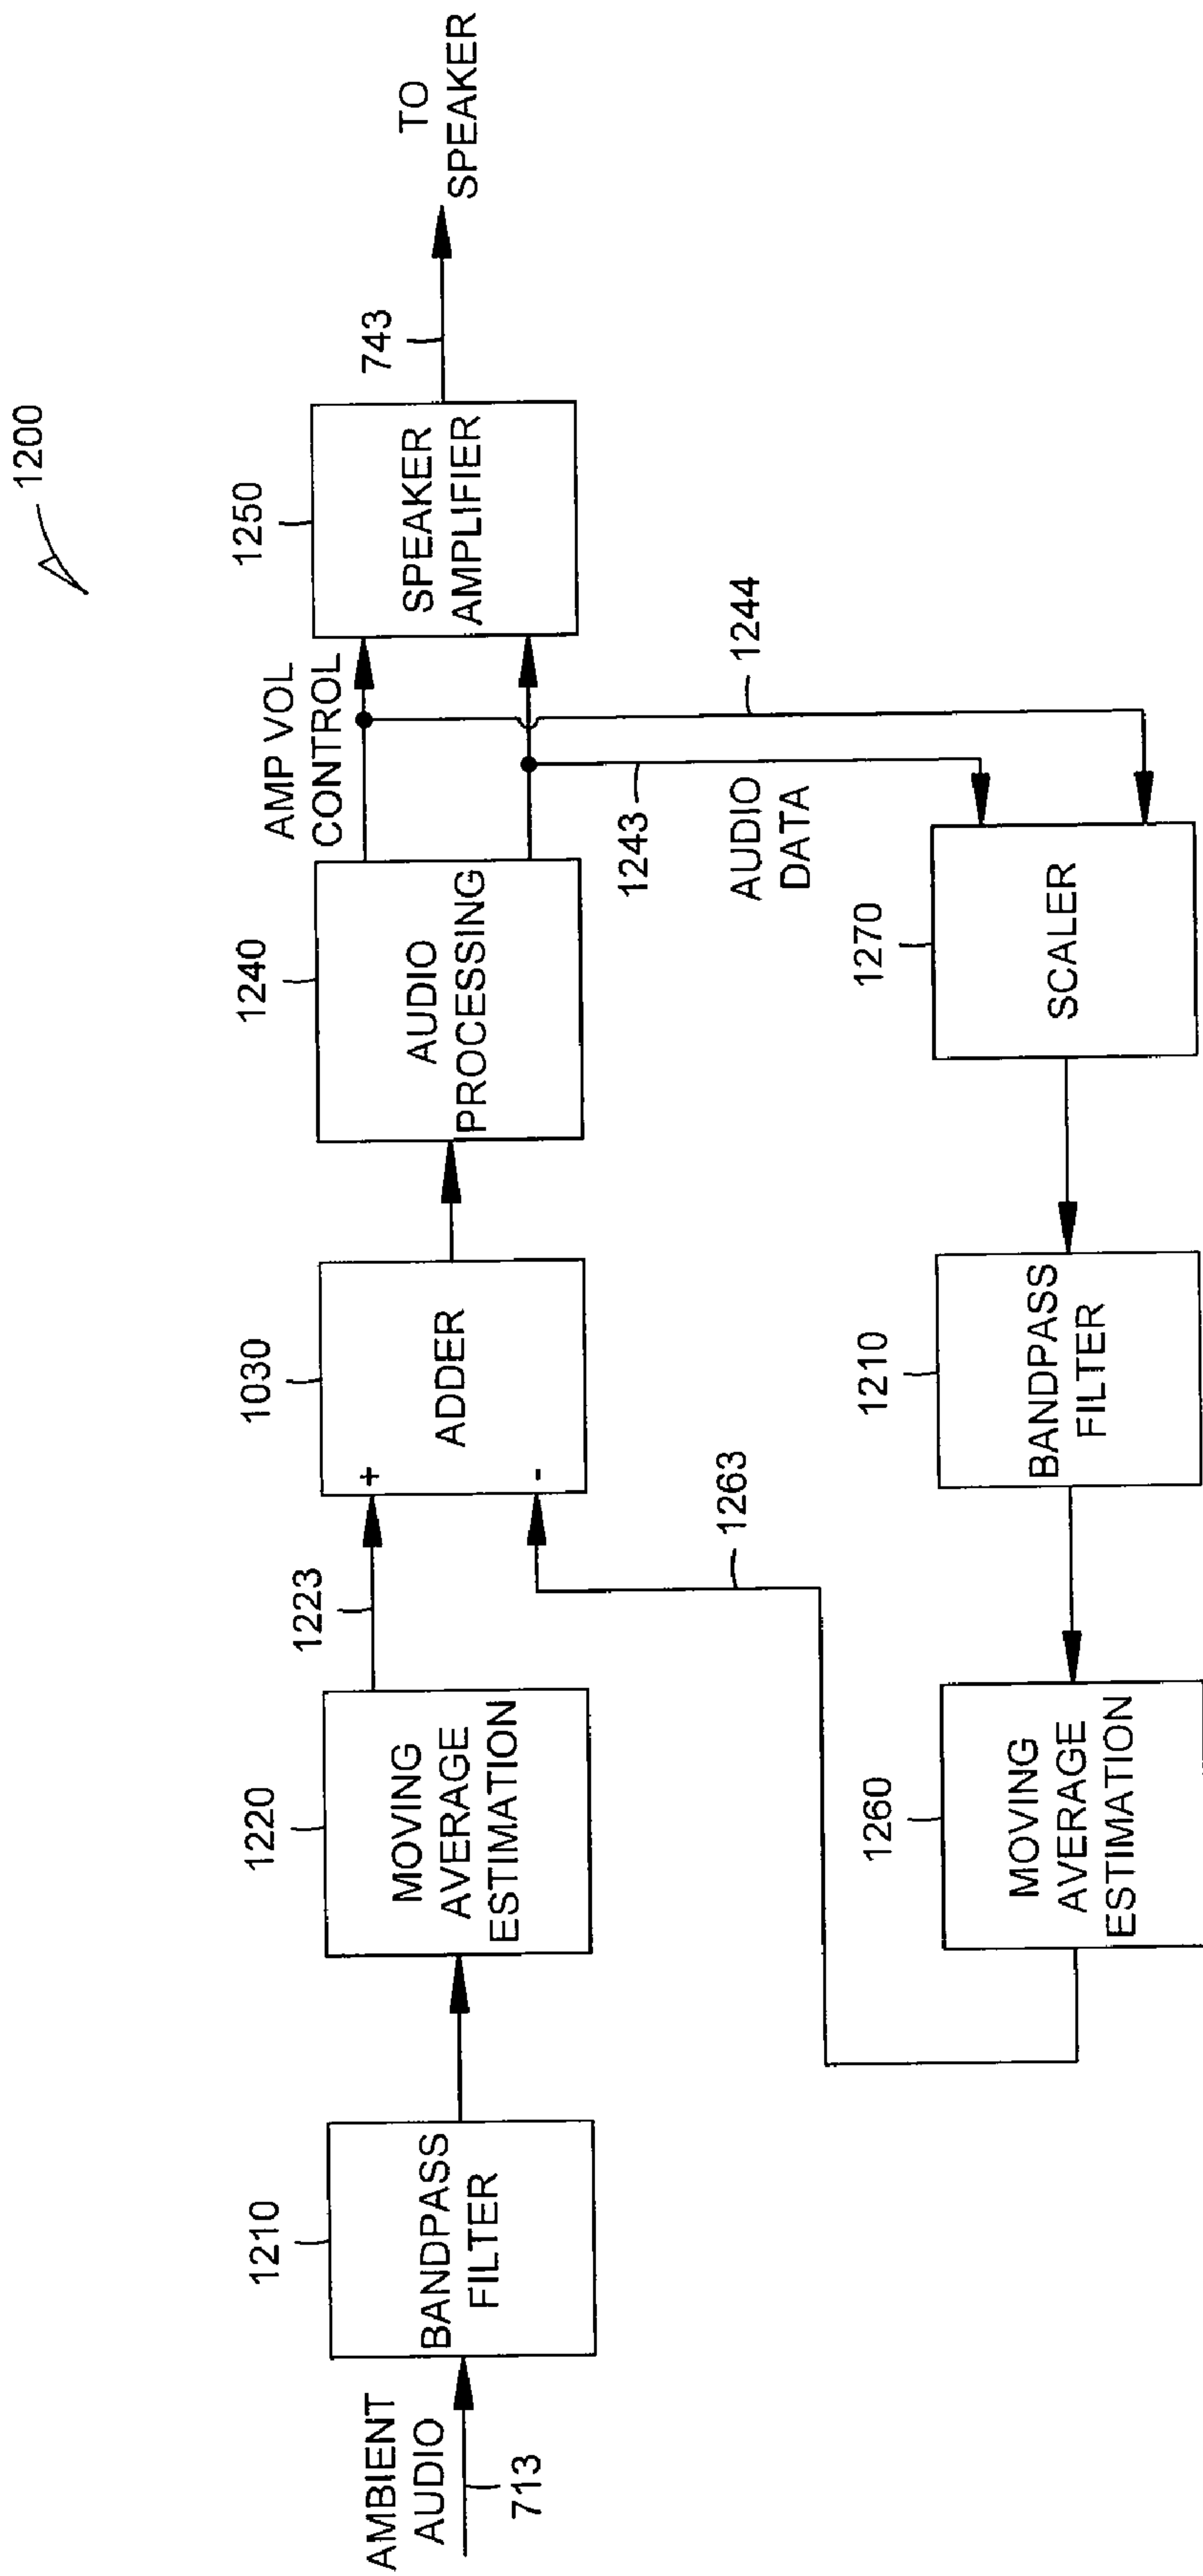 1200
AMBIENT
AUDIO
713
1210
BANDPASS
FILTER
1220
MOVING
AVERAGE
ESTIMATION
1223
+
-
1030
ADDER
1240
AUDIO
PROCESSING
AMP VOL
CONTROL
1250
SPEAKER
AMPLIFIER
743
TO
SPEAKER
1244
1243
AUDIO
DATA
1270
SCALER
1210
BANDPASS
FILTER
1260
MOVING
AVERAGE
ESTIMATION
1263